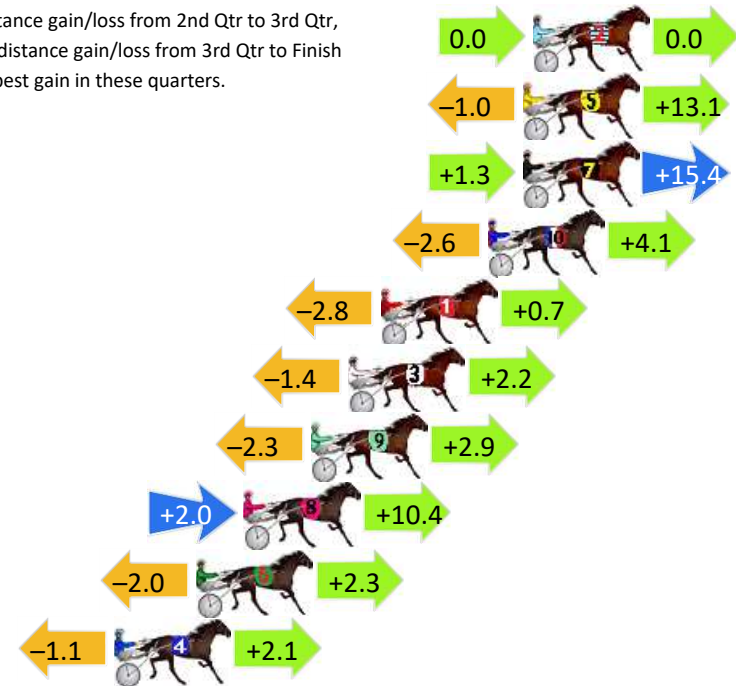 tance gain/loss from 2nd Qtr to 3rd Qtr,
distance gain/loss from 3rd Qtr to Finish
best gain in these quarters.
0.0 2 0.0
–1.0 5 +13.1
+1.3 7 +15.4
–2.6 10 +4.1
–2.8 1 +0.7
–1.4 3 +2.2
–2.3 9 +2.9
+2.0 8 +10.4
–2.0 6 +2.3
–1.1 4 +2.1